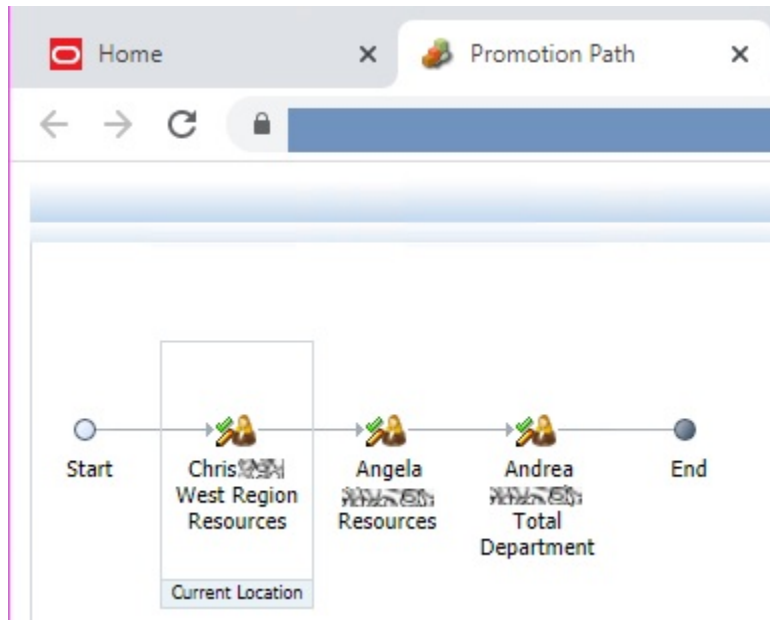 Home
Promotion Path
Start
Chris
West Region
Resources
Current Location
Angela
Resources
Andrea
Total
Department
End